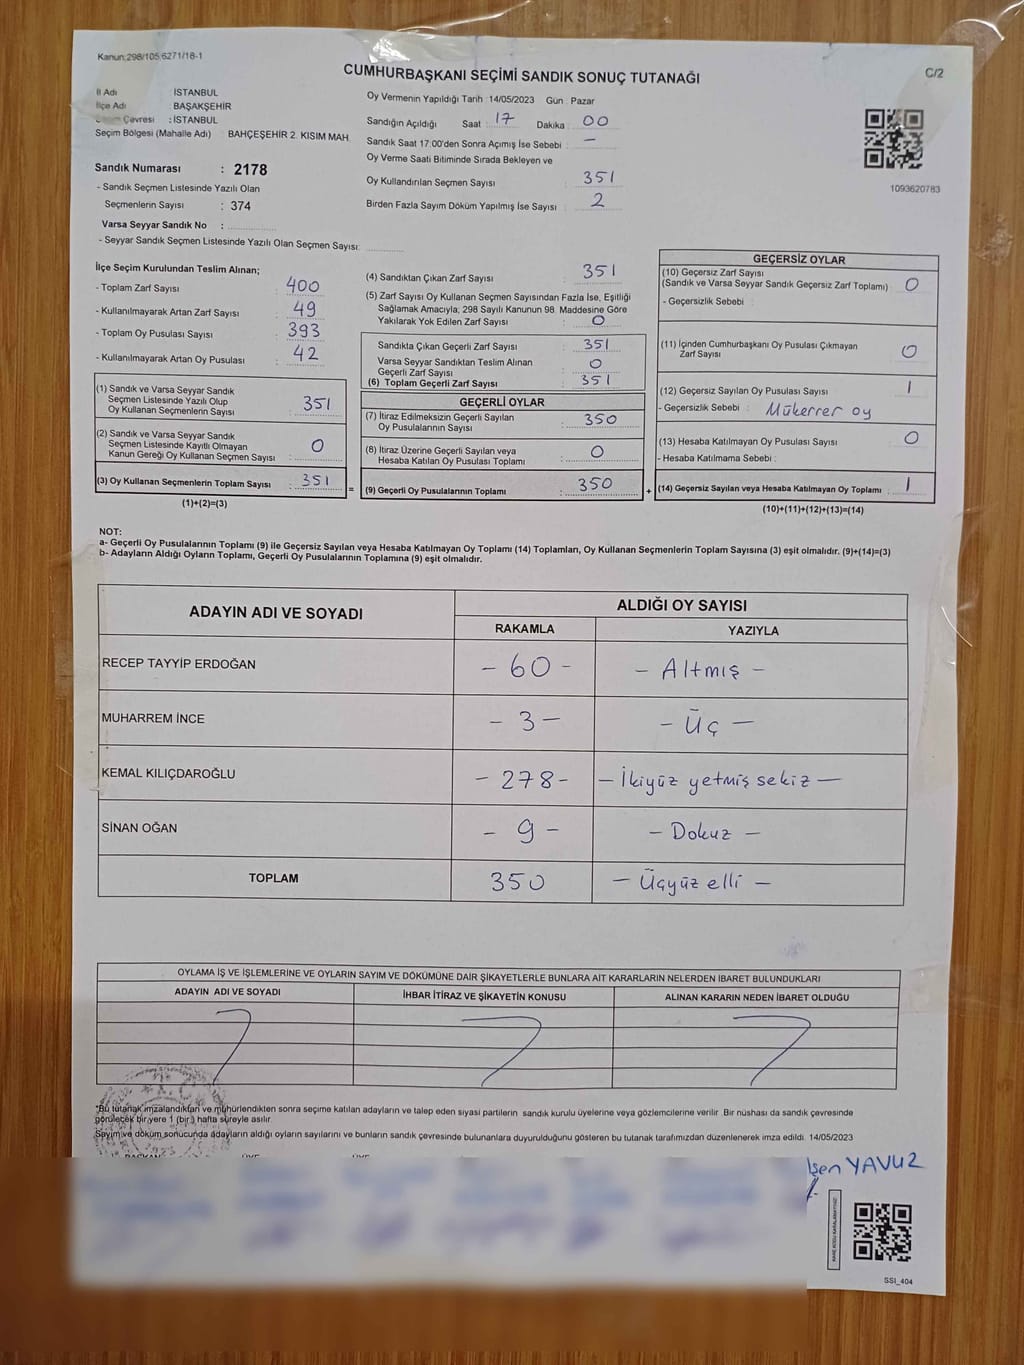 Kanun:298/105;6271/18-1
CUMHURBAŞKANI SEÇİMİ SANDIK SONUÇ TUTANAĞI
C/2
İl Adı : İSTANBUL
İlçe Adı : BAŞAKŞEHİR
Çevresi : İSTANBUL
Seçim Bölgesi (Mahalle Adı) : BAHÇEŞEHİR 2. KISIM MAH.
Sandık Numarası : 2178
- Sandık Seçmen Listesinde Yazılı Olan
Seçmenlerin Sayısı : 374
Varsa Seyyar Sandık No :
- Seyyar Sandık Seçmen Listesinde Yazılı Olan Seçmen Sayısı:
Oy Vermenin Yapıldığı Tarih :14/05/2023 Gün : Pazar
Sandığın Açıldığı Saat : 17 Dakika : 00
Sandık Saat 17:00'den Sonra Açımış İse Sebebi : —
Oy Verme Saati Bitiminde Sırada Bekleyen ve
Oy Kullandırılan Seçmen Sayısı : 351
Birden Fazla Sayım Döküm Yapılmış İse Sayısı : 2
1093620783
İlçe Seçim Kurulundan Teslim Alınan;
- Toplam Zarf Sayısı : 400
- Kullanılmayarak Artan Zarf Sayısı : 49
- Toplam Oy Pusulası Sayısı : 393
- Kullanılmayarak Artan Oy Pusulası : 42
(1) Sandık ve Varsa Seyyar Sandık
Seçmen Listesinde Yazılı Olup
Oy Kullanan Seçmenlerin Sayısı : 351
(2) Sandık ve Varsa Seyyar Sandık
Seçmen Listesinde Kayıtlı Olmayan
Kanun Gereği Oy Kullanan Seçmen Sayısı : 0
(3) Oy Kullanan Seçmenlerin Toplam Sayısı : 351
(1)+(2)=(3)
(4) Sandıktan Çıkan Zarf Sayısı : 351
(5) Zarf Sayısı Oy Kullanan Seçmen Sayısından Fazla İse, Eşitliği
Sağlamak Amacıyla; 298 Sayılı Kanunun 98. Maddesine Göre
Yakılarak Yok Edilen Zarf Sayısı : 0
Sandıkta Çıkan Geçerli Zarf Sayısı : 351
Varsa Seyyar Sandıktan Teslim Alınan
Geçerli Zarf Sayısı : 0
(6) Toplam Geçerli Zarf Sayısı : 351
GEÇERLİ OYLAR
(7) İtiraz Edilmeksizin Geçerli Sayılan
Oy Pusulalarının Sayısı : 350
(8) İtiraz Üzerine Geçerli Sayılan veya
Hesaba Katılan Oy Pusulası Toplamı : 0
= (9) Geçerli Oy Pusulalarının Toplamı : 350
GEÇERSİZ OYLAR
(10) Geçersiz Zarf Sayısı
(Sandık ve Varsa Seyyar Sandık Geçersiz Zarf Toplamı) : 0
- Geçersizlik Sebebi :
(11) İçinden Cumhurbaşkanı Oy Pusulası Çıkmayan
Zarf Sayısı : 0
(12) Geçersiz Sayılan Oy Pusulası Sayısı : 1
- Geçersizlik Sebebi : Mükerrer oy
(13) Hesaba Katılmayan Oy Pusulası Sayısı : 0
- Hesaba Katılmama Sebebi :
+ (14) Geçersiz Sayılan veya Hesaba Katılmayan Oy Toplamı : 1
(10)+(11)+(12)+(13)=(14)
NOT:
a- Geçerli Oy Pusulalarının Toplamı (9) ile Geçersiz Sayılan veya Hesaba Katılmayan Oy Toplamı (14) Toplamları, Oy Kullanan Seçmenlerin Toplam Sayısına (3) eşit olmalıdır. (9)+(14)=(3)
b- Adayların Aldığı Oyların Toplamı, Geçerli Oy Pusulalarının Toplamına (9) eşit olmalıdır.
ADAYIN ADI VE SOYADI ALDIĞI OY SAYISI
RAKAMLA YAZIYLA
RECEP TAYYİP ERDOĞAN - 60 - - Altmış -
MUHARREM İNCE - 3 - - Üç -
KEMAL KILIÇDAROĞLU - 278 - - İkiyüz yetmiş sekiz -
SİNAN OĞAN - 9 - - Dokuz -
TOPLAM 350 - Üçyüz elli -
OYLAMA İŞ VE İŞLEMLERİNE VE OYLARIN SAYIM VE DÖKÜMÜNE DAİR ŞİKAYETLERLE BUNLARA AİT KARARLARIN NELERDEN İBARET BULUNDUKLARI
ADAYIN ADI VE SOYADI İHBAR İTİRAZ VE ŞİKAYETİN KONUSU ALINAN KARARIN NEDEN İBARET OLDUĞU
*Bu tutanak imzalandıktan ve mühürlendikten sonra seçime katılan adayların ve talep eden siyasi partilerin sandık kurulu üyelerine veya gözlemcilerine verilir. Bir nüshası da sandık çevresinde
görülecek bir yere 1 (bir) hafta süreyle asılır.
Sayım ve döküm sonucunda adayların aldığı oyların sayılarını ve bunların sandık çevresinde bulunanlara duyurulduğunu gösteren bu tutanak tarafımızdan düzenlenerek imza edildi. 14/05/2023
BAŞKAN ÜYE ÜYE
YAVUZ
SSI_404